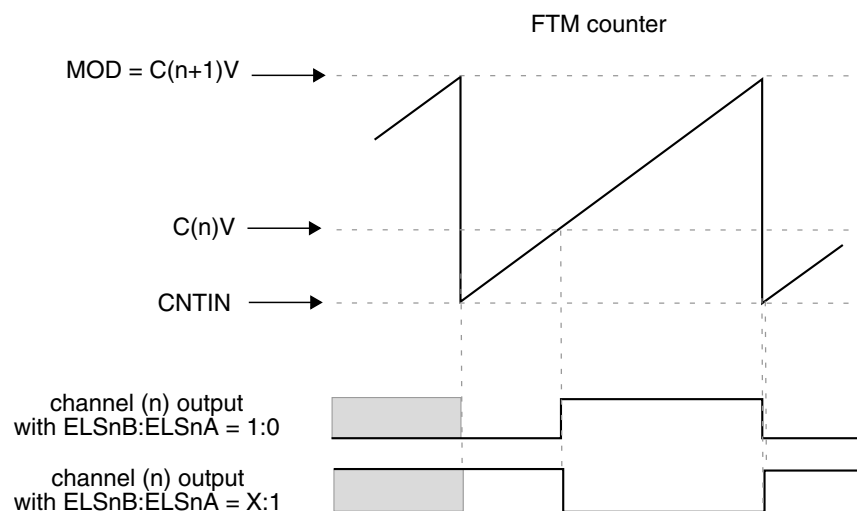 FTM counter
MOD = C(n+1)V
C(n)V
CNTIN
channel (n) output
with ELSnB:ELSnA = 1:0
channel (n) output
with ELSnB:ELSnA = X:1